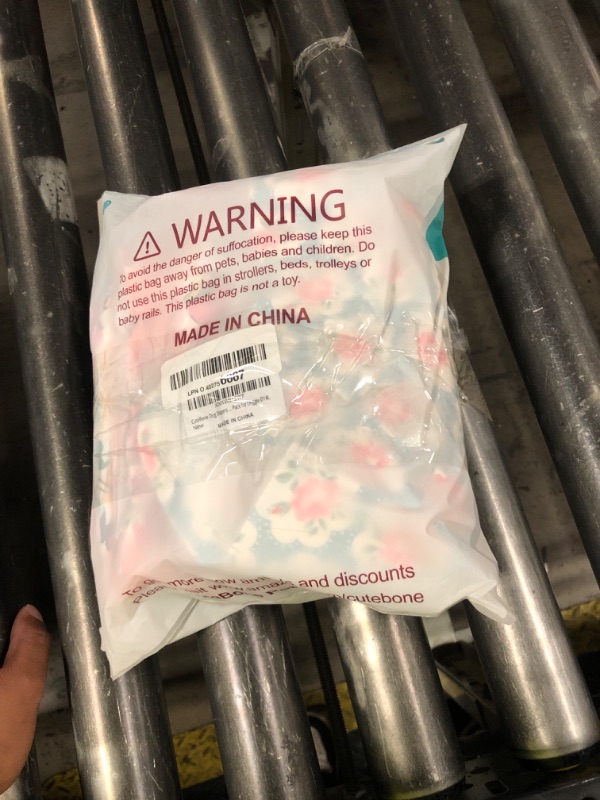 WARNING
To avoid the danger of suffocation, please keep this
plastic bag away from pets, babies and children. Do
not use this plastic bag in strollers, beds, trolleys or
baby rails. This plastic bag is not a toy.
MADE IN CHINA
0007
MADE IN CHINA
and discounts
/cutebone